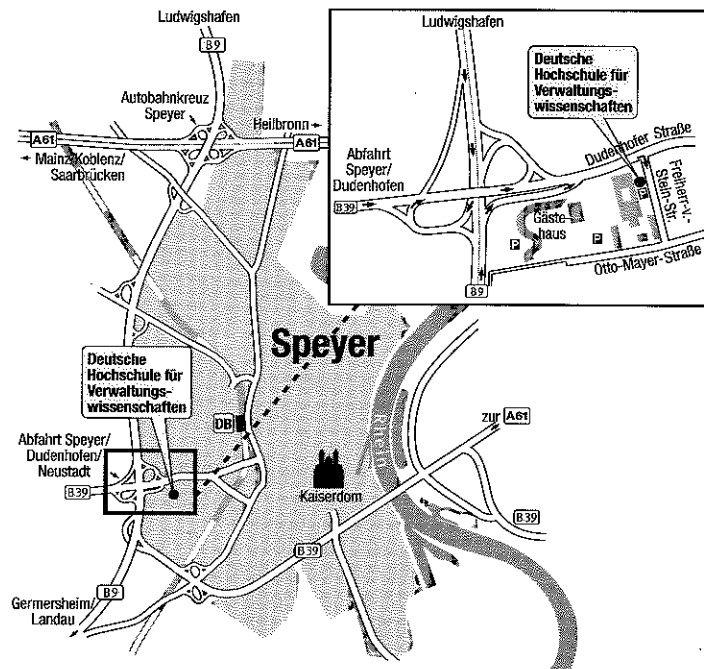 Ludwigshafen
B9
Autobahnkreuz
Speyer
Heilbronn
A61
A61
Mainz/Koblenz/
Saarbrücken
Speyer
Deutsche
Hochschule für
Verwaltungs-
wissenschaften
DB
Abfahrt Speyer/
Dudenhofen/
Neustadt
B39
Kaiserdom
zur A61
B39
B39
B9
Germersheim/
Landau
Ludwigshafen
Deutsche
Hochschule für
Verwaltungs-
wissenschaften
Dudenhofer Straße
Abfahrt
Speyer/
Dudenhofen
B39
Freiherr-v.-
Stein-Str.
P
Gäste-
haus
P
P
Otto-Mayer-Straße
B9